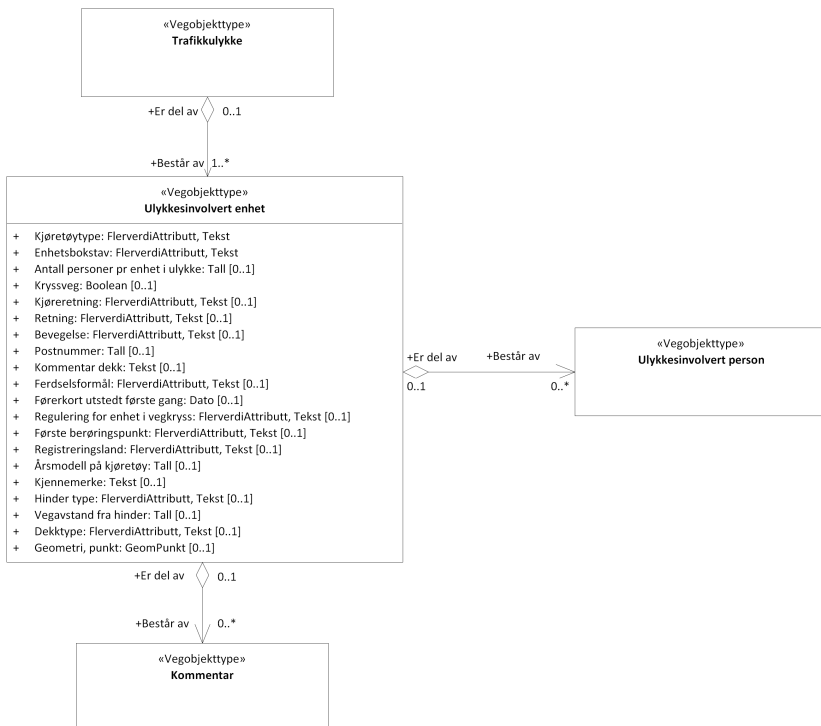 «Vegobjekttype»
Trafikkulykke
+Er del av 0..1
+Består av 1..*
«Vegobjekttype»
Ulykkesinvolvert enhet
+ Kjøretøytype: FlerverdiAttributt, Tekst
+ Enhetsbokstav: FlerverdiAttributt, Tekst
+ Antall personer pr enhet i ulykke: Tall [0..1]
+ Kryssveg: Boolean [0..1]
+ Kjøreretning: FlerverdiAttributt, Tekst [0..1]
+ Retning: FlerverdiAttributt, Tekst [0..1]
+ Bevegelse: FlerverdiAttributt, Tekst [0..1]
+ Postnummer: Tall [0..1]
+ Kommentar dekk: Tekst [0..1]
+ Ferdselsformål: FlerverdiAttributt, Tekst [0..1]
+ Førerkort utstedt første gang: Dato [0..1]
+ Regulering for enhet i vegkryss: FlerverdiAttributt, Tekst [0..1]
+ Første berøringspunkt: FlerverdiAttributt, Tekst [0..1]
+ Registreringsland: FlerverdiAttributt, Tekst [0..1]
+ Årsmodell på kjøretøy: Tall [0..1]
+ Kjennemerke: Tekst [0..1]
+ Hinder type: FlerverdiAttributt, Tekst [0..1]
+ Vegavstand fra hinder: Tall [0..1]
+ Dekktype: FlerverdiAttributt, Tekst [0..1]
+ Geometri, punkt: GeomPunkt [0..1]
+Er del av +Består av
0..1 0..*
«Vegobjekttype»
Ulykkesinvolvert person
+Er del av 0..1
+Består av 0..*
«Vegobjekttype»
Kommentar